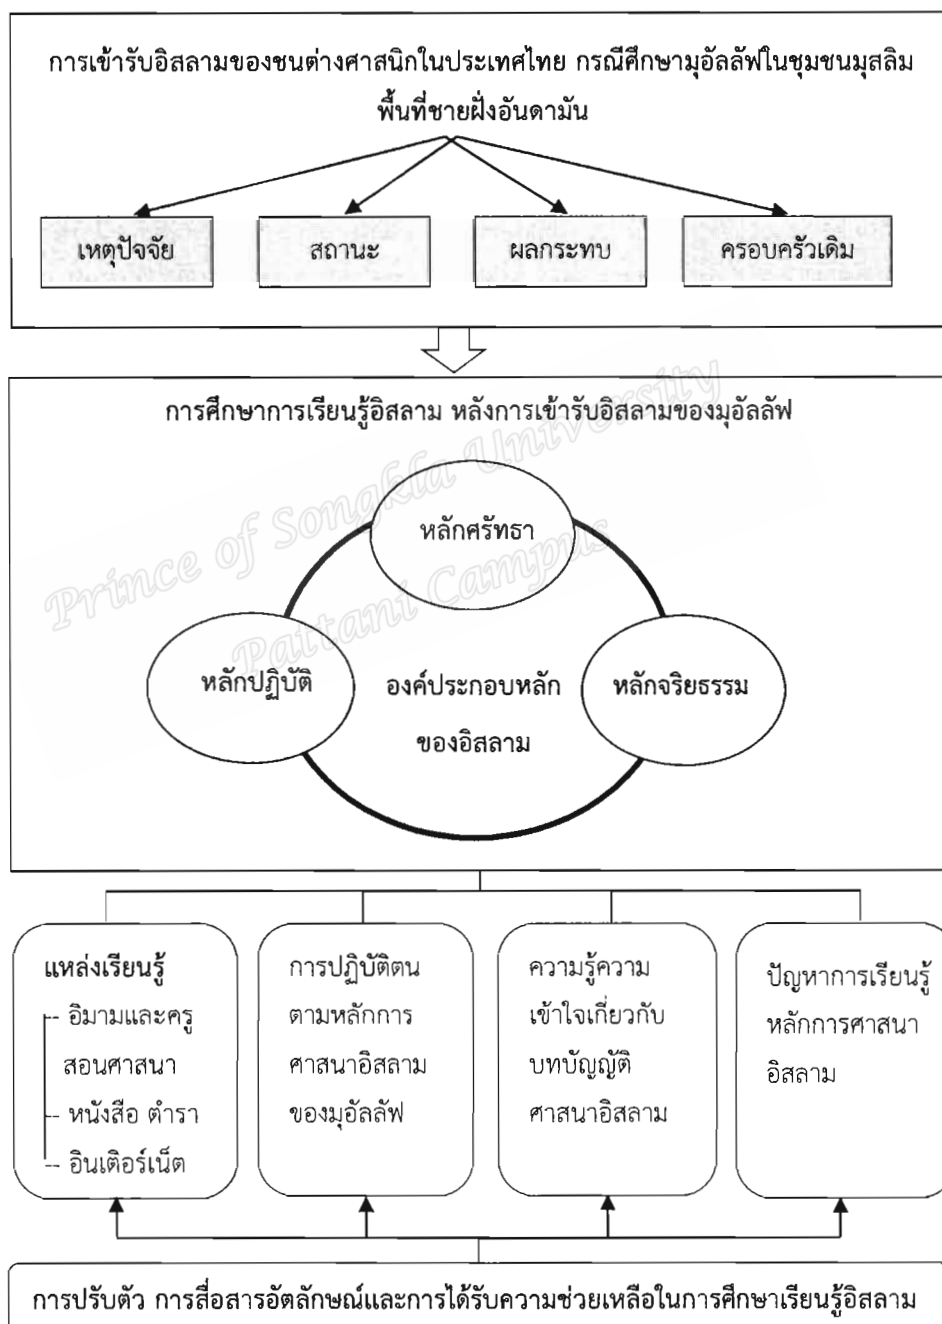 การเข้ารับอิสลามของชนต่างศาสนิกในประเทศไทย กรณีศึกษามุอัลลัฟในชุมชนมุสลิม
พื้นที่ชายฝั่งอันดามัน
เหตุปัจจัย
สถานะ
ผลกระทบ
ครอบครัวเดิม
การศึกษาการเรียนรู้อิสลาม หลังการเข้ารับอิสลามของมุอัลลัฟ
Prince of Songkla University
Pattani Campus
หลักศรัทธา
หลักปฏิบัติ
องค์ประกอบหลัก
ของอิสลาม
หลักจริยธรรม
แหล่งเรียนรู้
-- อิมามและครู
สอนศาสนา
-- หนังสือ ตำรา
-- อินเติอร์เน็ต
การปฏิบัติตน
ตามหลักการ
ศาสนาอิสลาม
ของมุอัลลัฟ
ความรู้ความ
เข้าใจเกี่ยวกับ
บทบัญญัติ
ศาสนาอิสลาม
ปัญหาการเรียนรู้
หลักการศาสนา
อิสลาม
การปรับตัว การสื่อสารอัตลักษณ์และการได้รับความช่วยเหลือในการศึกษาเรียนรู้อิสลาม